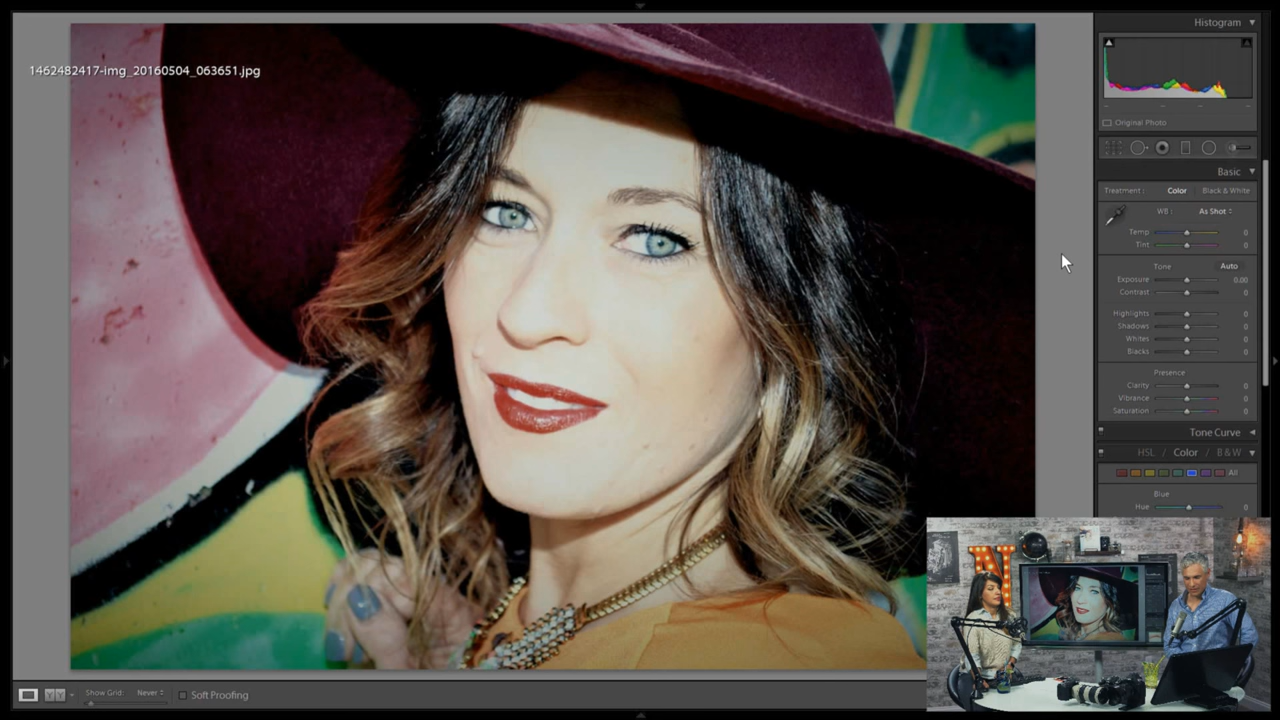 Histogram
1462482417-img_20160504_063651.jpg
Original Photo
Basic
Treatment: Color Black & White
WB: As Shot
Temp 0
Tint 0
Tone Auto
Exposure 0.00
Contrast 0
Highlights 0
Shadows 0
Whites 0
Blacks 0
Presence
Clarity 0
Vibrance 0
Saturation 0
Tone Curve
HSL / Color / B & W
All
Blue
Hue 0
N
YY
Show Grid: Never
Soft Proofing